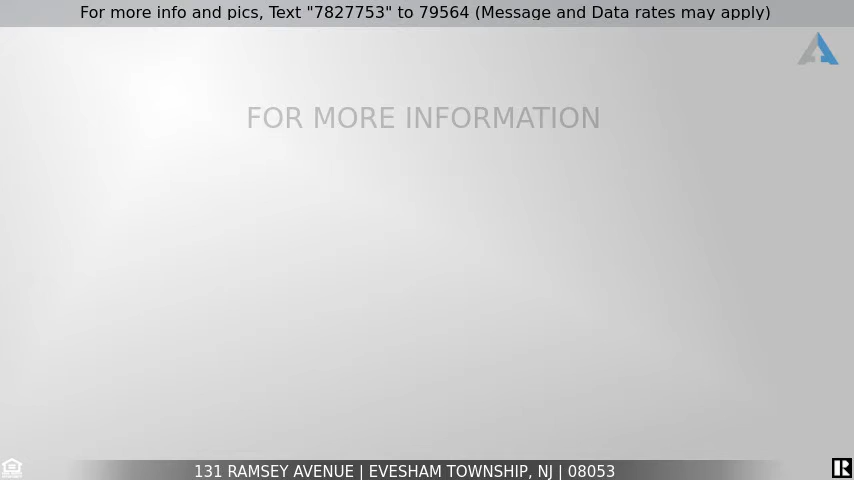 For more info and pics, Text "7827753" to 79564 (Message and Data rates may apply)
FOR MORE INFORMATION
131 RAMSEY AVENUE | EVESHAM TOWNSHIP, NJ | 08053